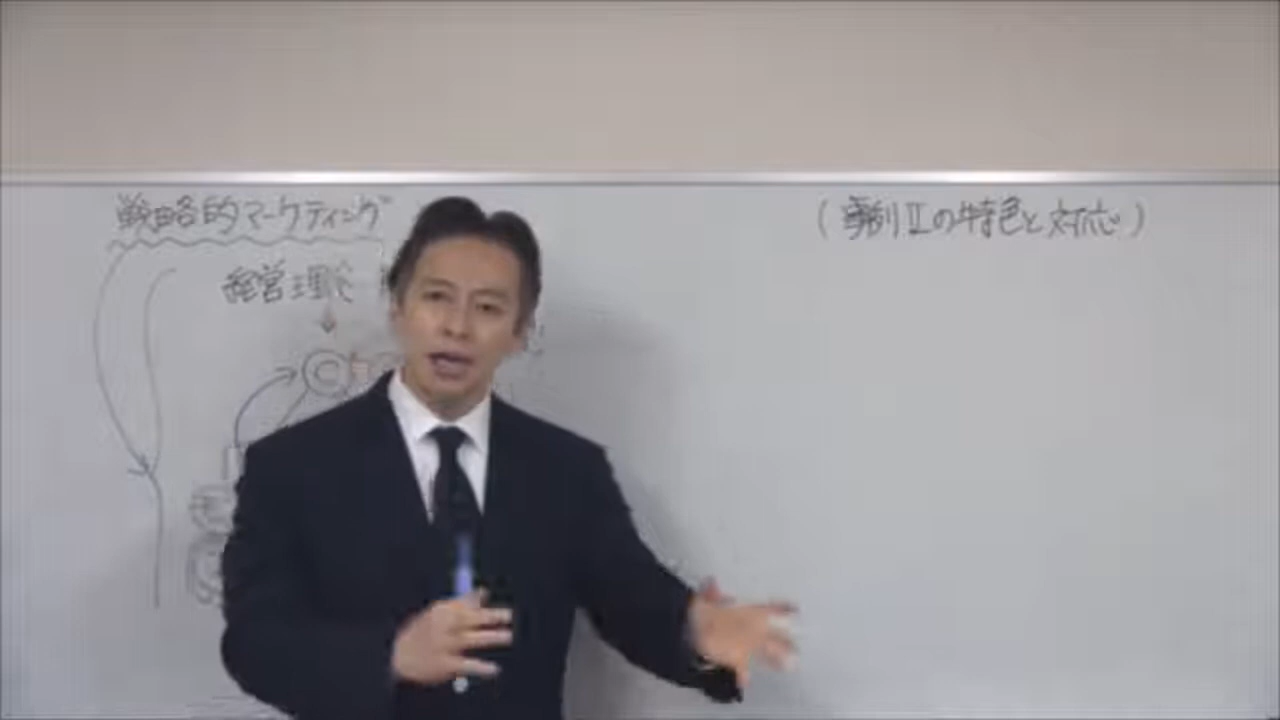 戦略的マーケティング
経営理念
C
(事例Ⅱの特色と対応)